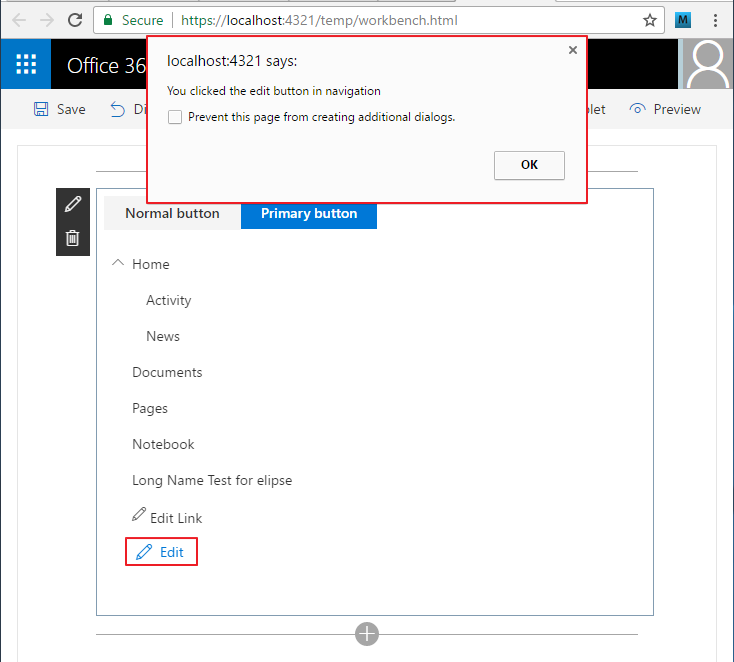 Secure https://localhost:4321/temp/workbench.html
M
localhost:4321 says:
Office 36
You clicked the edit button in navigation
Save
Prevent this page from creating additional dialogs.
Preview
OK
Normal button Primary button
Home
Activity
News
Documents
Pages
Notebook
Long Name Test for elipse
Edit Link
Edit